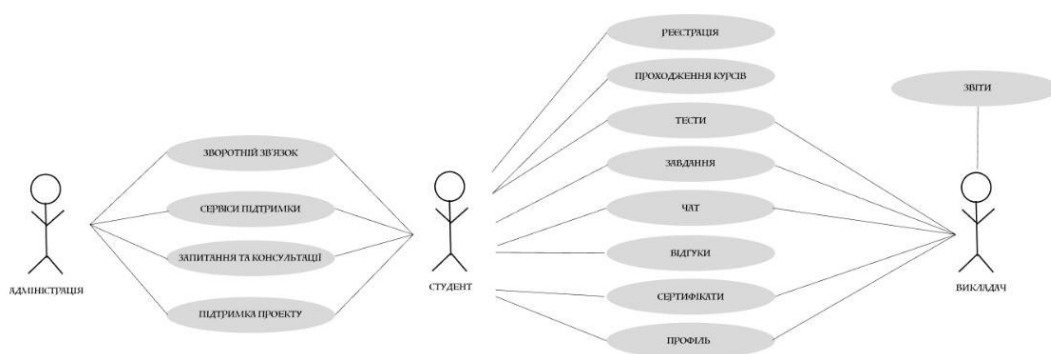 РЕЄСТРАЦІЯ
ПРОХОДЖЕННЯ КУРСІВ
ЗВІТИ
ТЕСТИ
ЗВОРОТНІЙ ЗВ'ЯЗОК
ЗАВДАННЯ
СЕРВІСИ ПІДТРИМКИ
ЧАТ
ЗАПИТАННЯ ТА КОНСУЛЬТАЦІЇ
ВІДГУКИ
АДМІНІСТРАЦІЯ
СТУДЕНТ
СЕРТИФІКАТИ
ВИКЛАДАЧ
ПІДТРИМКА ПРОЕКТУ
ПРОФІЛЬ